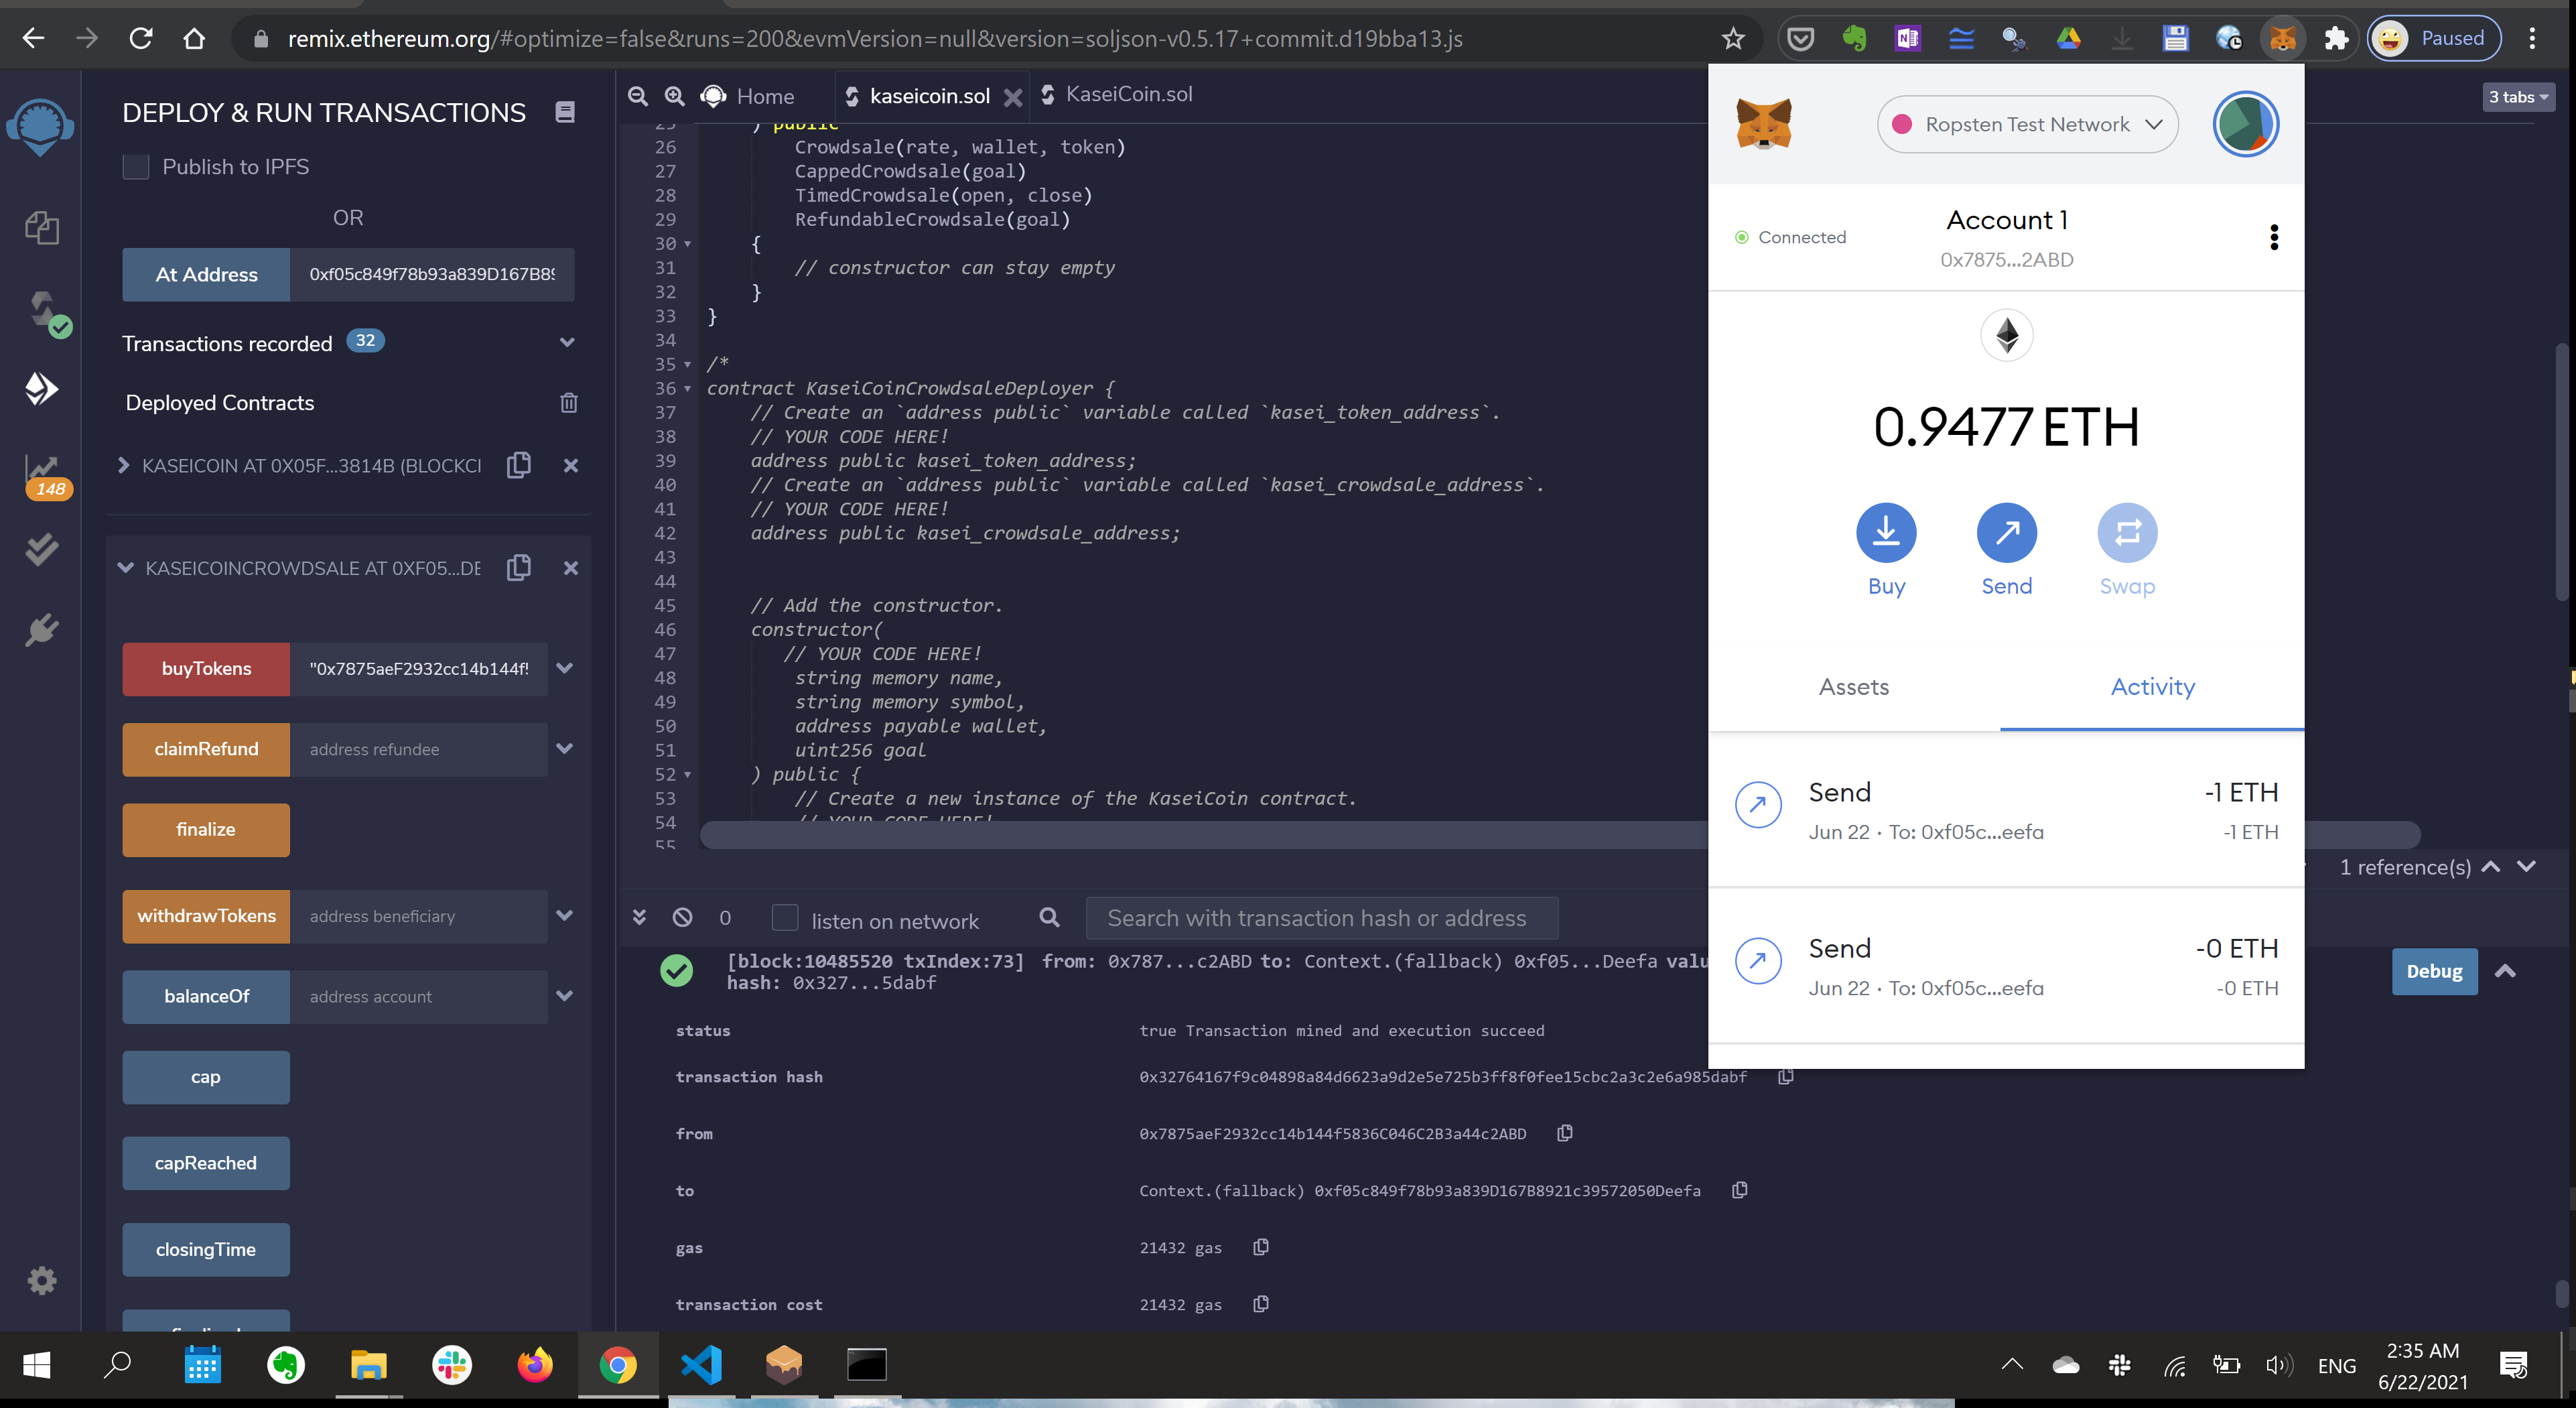 remix.ethereum.org/#optimize=false&runs=200&evmVersion=null&version=soljson-v0.5.17+commit.d19bba13.js
Paused
DEPLOY & RUN TRANSACTIONS
Publish to IPFS
OR
At Address
0xf05c849f78b93a839D167B89
Transactions recorded 32
Deployed Contracts
KASEICOIN AT 0X05F...3814B (BLOCKCI
148
KASEICOINCROWDSALE AT 0XF05...DE
buyTokens
"0x7875aeF2932cc14b144f5
claimRefund
address refundee
finalize
withdrawTokens
address beneficiary
balanceOf
address account
cap
capReached
closingTime
Home
kaseicoin.sol
KaseiCoin.sol
3 tabs
25 ) public
26 Crowdsale(rate, wallet, token)
27 CappedCrowdsale(goal)
28 TimedCrowdsale(open, close)
29 RefundableCrowdsale(goal)
30 {
31 // constructor can stay empty
32 }
33 }
34
35 /*
36 contract KaseiCoinCrowdsaleDeployer {
37 // Create an `address public` variable called `kasei_token_address`.
38 // YOUR CODE HERE!
39 address public kasei_token_address;
40 // Create an `address public` variable called `kasei_crowdsale_address`.
41 // YOUR CODE HERE!
42 address public kasei_crowdsale_address;
43
44
45 // Add the constructor.
46 constructor(
47 // YOUR CODE HERE!
48 string memory name,
49 string memory symbol,
50 address payable wallet,
51 uint256 goal
52 ) public {
53 // Create a new instance of the KaseiCoin contract.
54 // YOUR CODE HERE!
55
1 reference(s)
0
listen on network
Search with transaction hash or address
[block:10485520 txIndex:73] from: 0x787...c2ABD to: Context.(fallback) 0xf05...Deefa valu
hash: 0x327...5dabf
Debug
status true Transaction mined and execution succeed
transaction hash 0x32764167f9c04898a84d6623a9d2e5e725b3ff8f0fee15cbc2a3c2e6a985dabf
from 0x7875aeF2932cc14b144f5836C046C2B3a44c2ABD
to Context.(fallback) 0xf05c849f78b93a839D167B8921c39572050Deefa
gas 21432 gas
transaction cost 21432 gas
Ropsten Test Network
Connected
Account 1
0x7875...2ABD
0.9477 ETH
Buy
Send
Swap
Assets
Activity
Send -1 ETH
Jun 22 · To: 0xf05c...eefa -1 ETH
Send -0 ETH
Jun 22 · To: 0xf05c...eefa -0 ETH
ENG
2:35 AM
6/22/2021